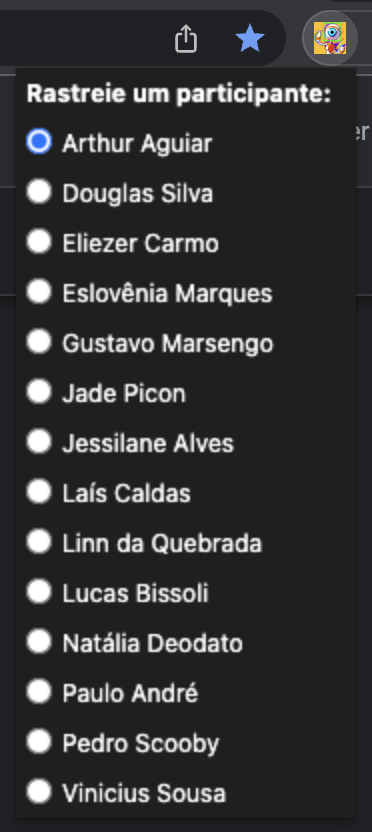 er
Rastreie um participante:
Arthur Aguiar
Douglas Silva
Eliezer Carmo
Eslovênia Marques
Gustavo Marsengo
Jade Picon
Jessilane Alves
Laís Caldas
Linn da Quebrada
Lucas Bissoli
Natália Deodato
Paulo André
Pedro Scooby
Vinicius Sousa